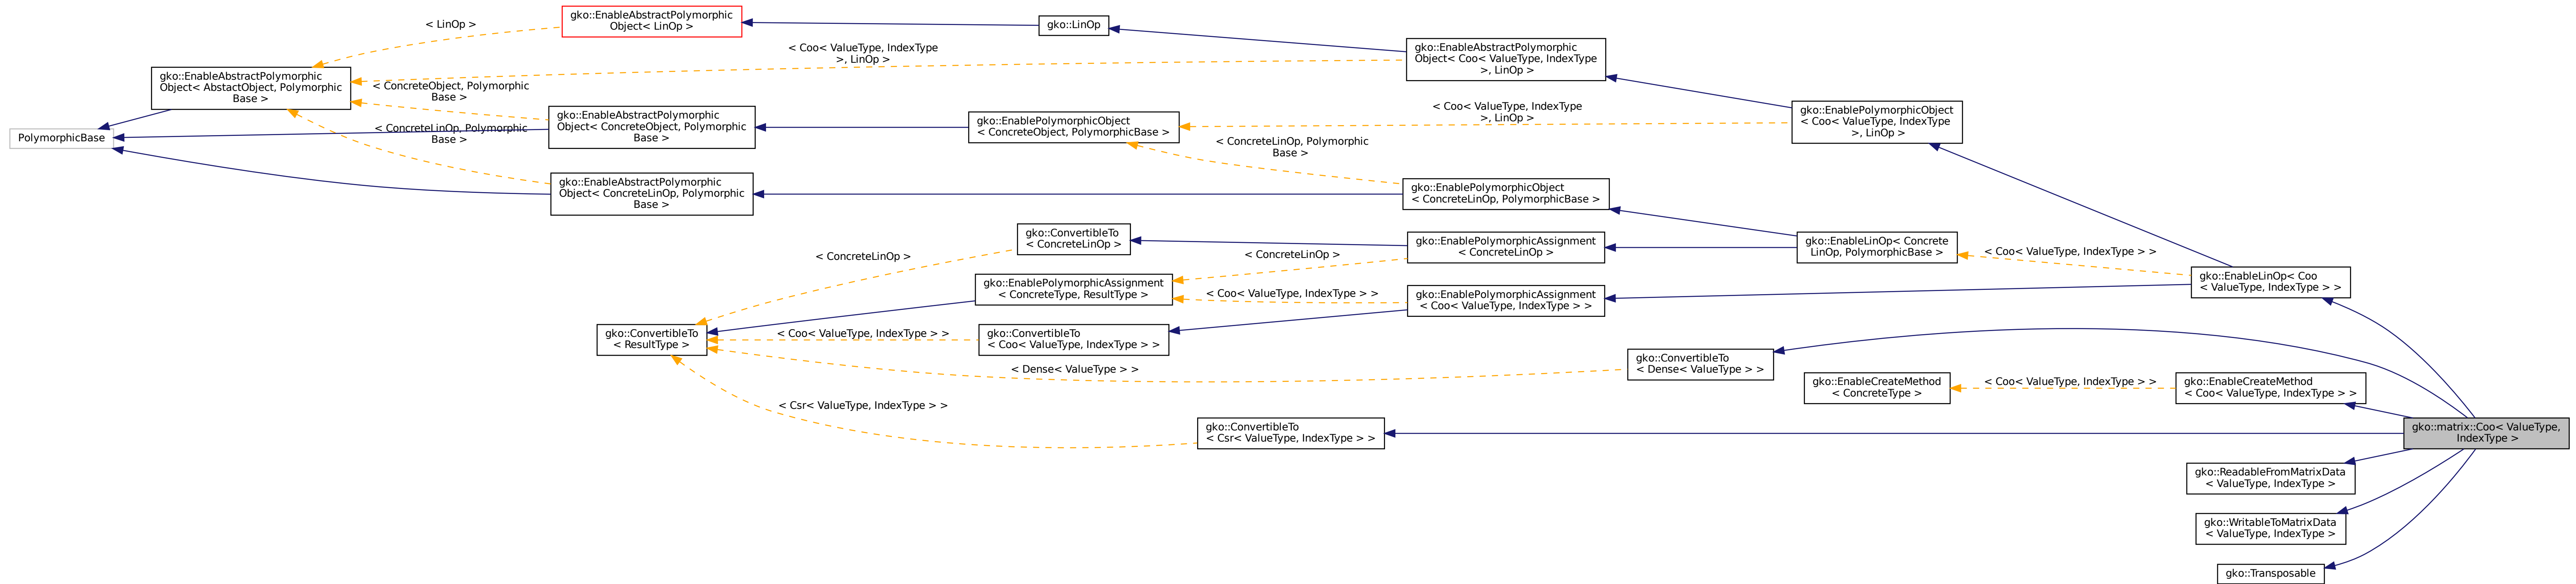 gko::EnableAbstractPolymorphic
Object< LinOp >
< LinOp >
gko::LinOp
< Coo< ValueType, IndexType
>, LinOp >
gko::EnableAbstractPolymorphic
Object< Coo< ValueType, IndexType
>, LinOp >
gko::EnableAbstractPolymorphic
Object< AbstactObject, Polymorphic
Base >
< ConcreteObject, Polymorphic
Base >
gko::EnableAbstractPolymorphic
Object< ConcreteObject, Polymorphic
Base >
gko::EnablePolymorphicObject
< ConcreteObject, PolymorphicBase >
< Coo< ValueType, IndexType
>, LinOp >
gko::EnablePolymorphicObject
< Coo< ValueType, IndexType
>, LinOp >
PolymorphicBase
< ConcreteLinOp, Polymorphic
Base >
< ConcreteLinOp, Polymorphic
Base >
gko::EnableAbstractPolymorphic
Object< ConcreteLinOp, Polymorphic
Base >
gko::EnablePolymorphicObject
< ConcreteLinOp, PolymorphicBase >
gko::ConvertibleTo
< ConcreteLinOp >
< ConcreteLinOp >
gko::EnablePolymorphicAssignment
< ConcreteLinOp >
gko::EnableLinOp< Concrete
LinOp, PolymorphicBase >
< Coo< ValueType, IndexType > >
< ConcreteLinOp >
gko::EnablePolymorphicAssignment
< ConcreteType, ResultType >
< Coo< ValueType, IndexType > >
gko::EnablePolymorphicAssignment
< Coo< ValueType, IndexType > >
gko::EnableLinOp< Coo
< ValueType, IndexType > >
gko::ConvertibleTo
< ResultType >
< Coo< ValueType, IndexType > >
gko::ConvertibleTo
< Coo< ValueType, IndexType > >
< Dense< ValueType > >
gko::ConvertibleTo
< Dense< ValueType > >
gko::EnableCreateMethod
< ConcreteType >
< Coo< ValueType, IndexType > >
gko::EnableCreateMethod
< Coo< ValueType, IndexType > >
< Csr< ValueType, IndexType > >
gko::ConvertibleTo
< Csr< ValueType, IndexType > >
gko::matrix::Coo< ValueType,
IndexType >
gko::ReadableFromMatrixData
< ValueType, IndexType >
gko::WritableToMatrixData
< ValueType, IndexType >
gko::Transposable